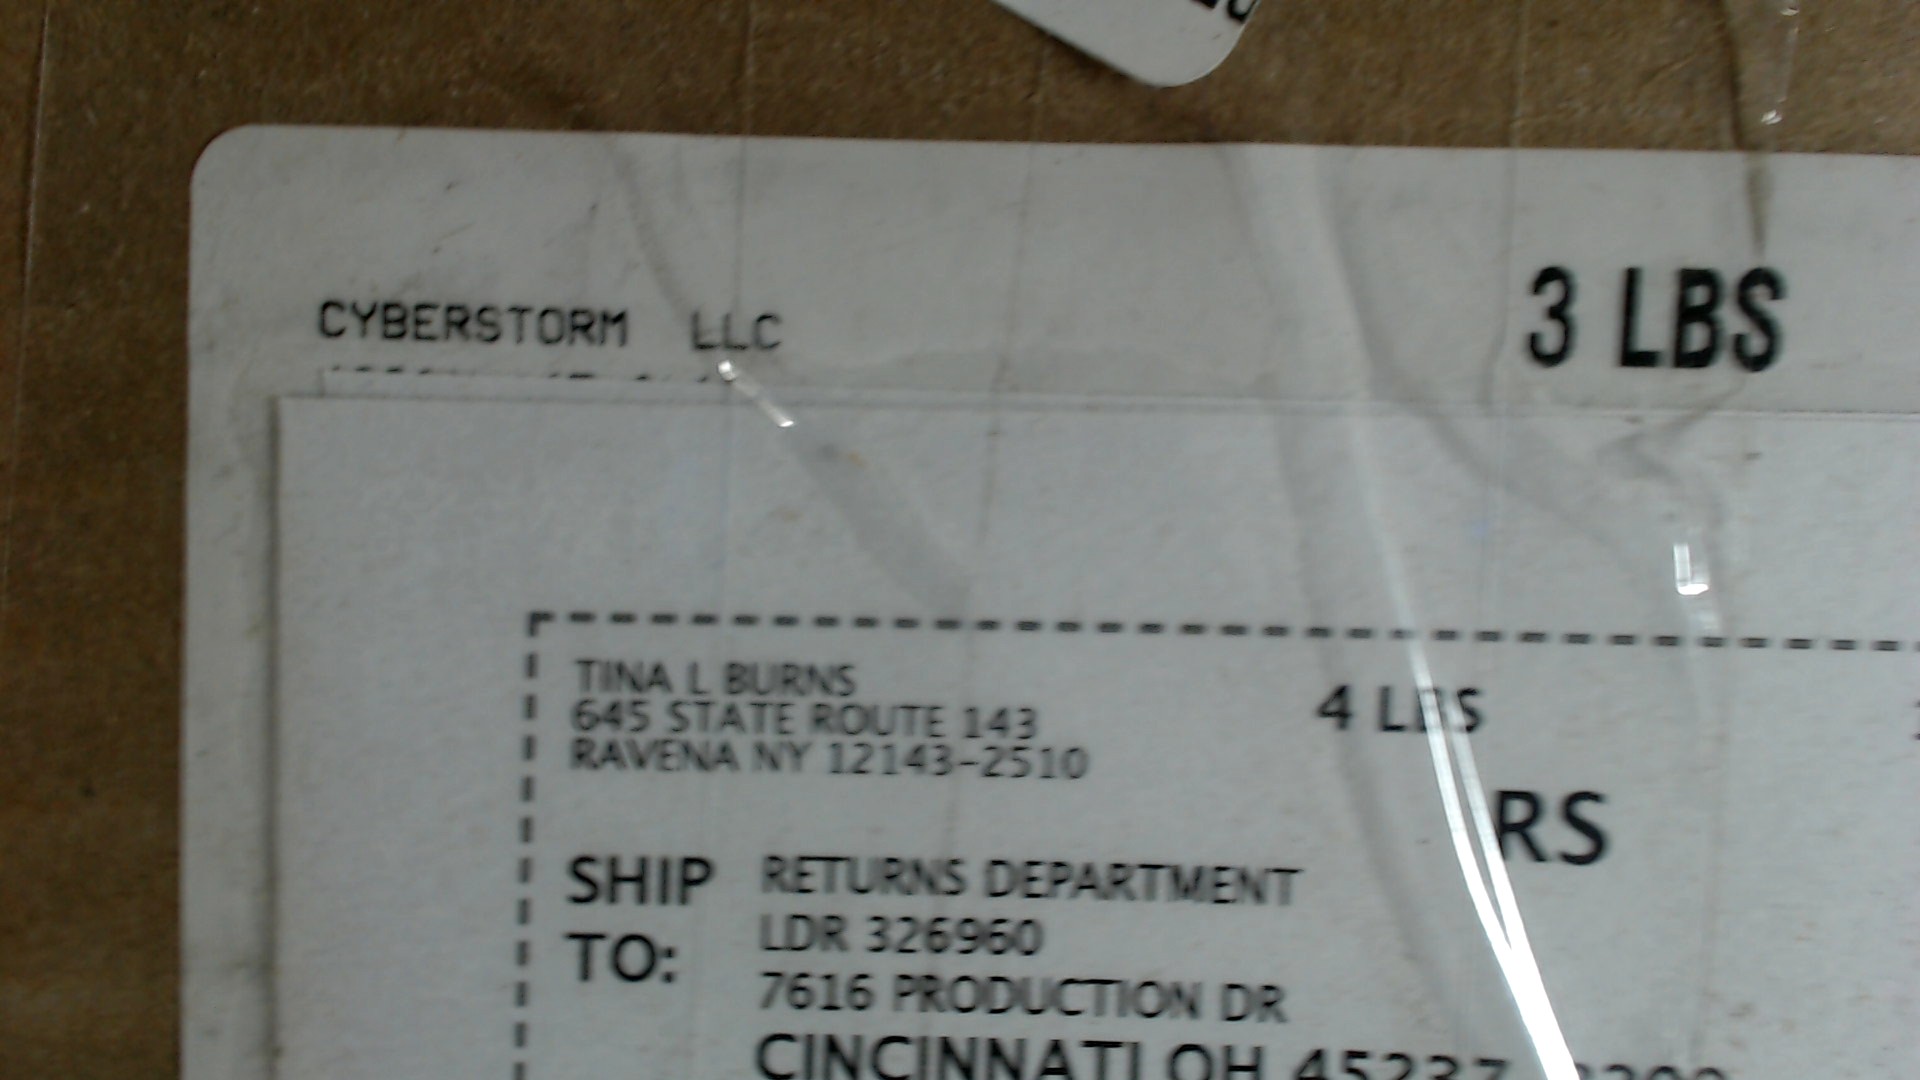 CYBERSTORM LLC
3 LBS
TINA L BURNS
645 STATE ROUTE 143
RAVENA NY 12143-2510
4 LBS
RS
SHIP TO:
RETURNS DEPARTMENT
LDR 326960
7616 PRODUCTION DR
CINCINNATI OH 45237